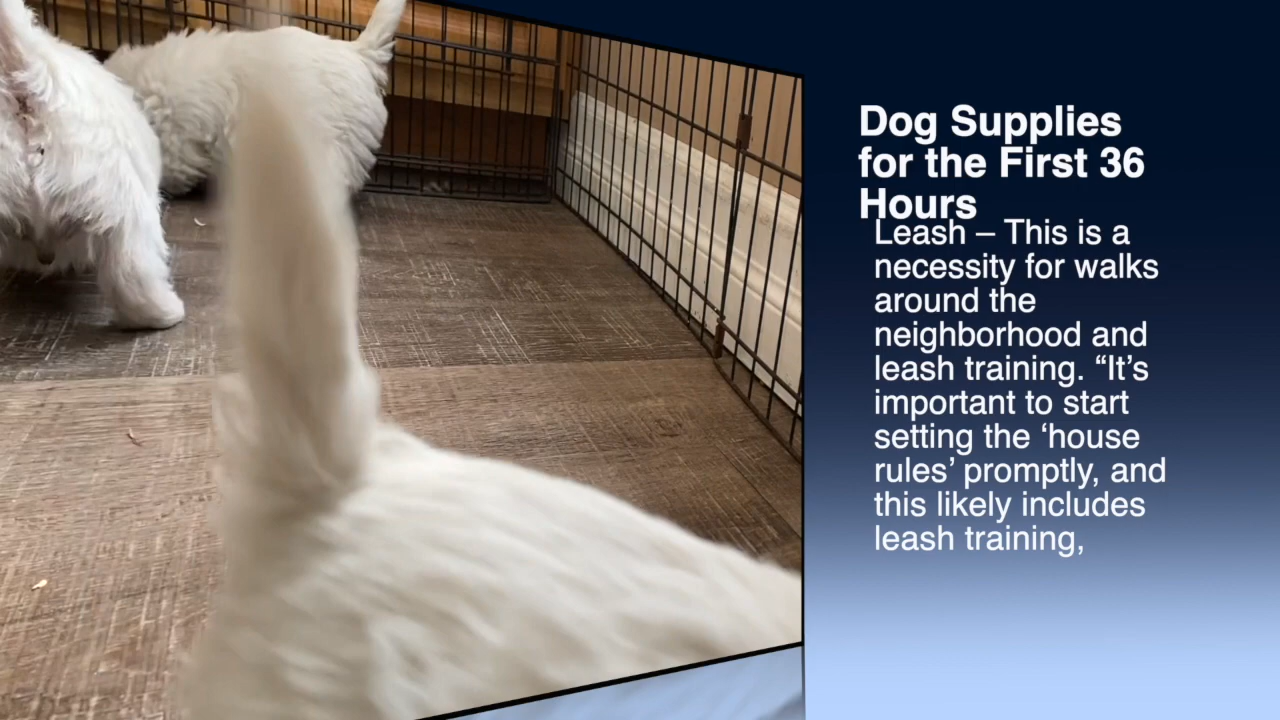 Dog Supplies
for the First 36
Hours
Leash – This is a
necessity for walks
around the
neighborhood and
leash training. “It’s
important to start
setting the ‘house
rules’ promptly, and
this likely includes
leash training,